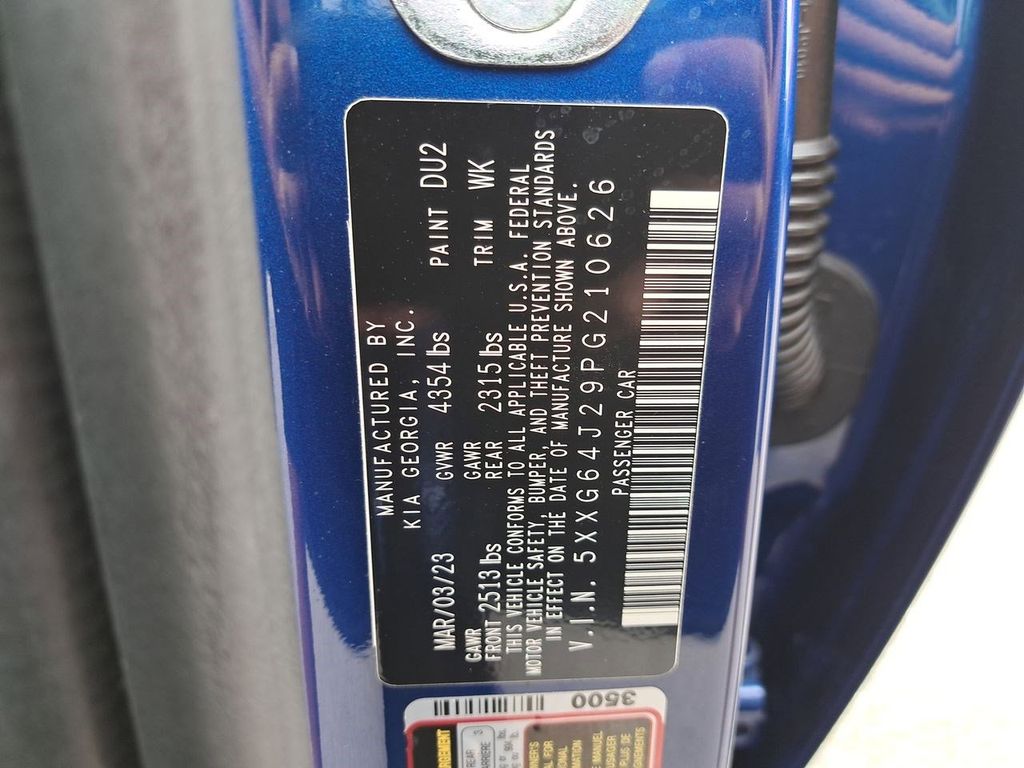 MANUFACTURED BY
KIA GEORGIA, INC.
MAR/03/23 GVWR 4354 lbs PAINT DU2
GAWR GAWR
FRONT 2513 lbs REAR 2315 lbs TRIM WK
THIS VEHICLE CONFORMS TO ALL APPLICABLE U.S.A. FEDERAL
MOTOR VEHICLE SAFETY, BUMPER, AND THEFT PREVENTION STANDARDS
IN EFFECT ON THE DATE OF MANUFACTURE SHOWN ABOVE.
V.I.N. 5XXG64J29PG210626
PASSENGER CAR
3500
REAR